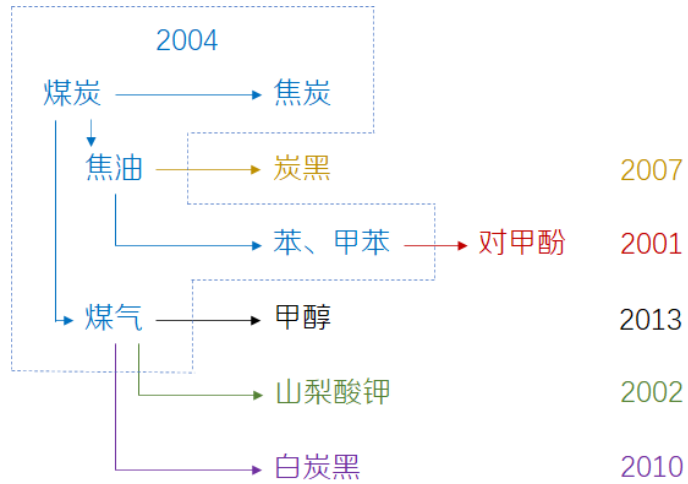 2004
煤炭 焦炭
焦油 炭黑 2007
苯、甲苯 对甲酚 2001
煤气 甲醇 2013
山梨酸钾 2002
白炭黑 2010